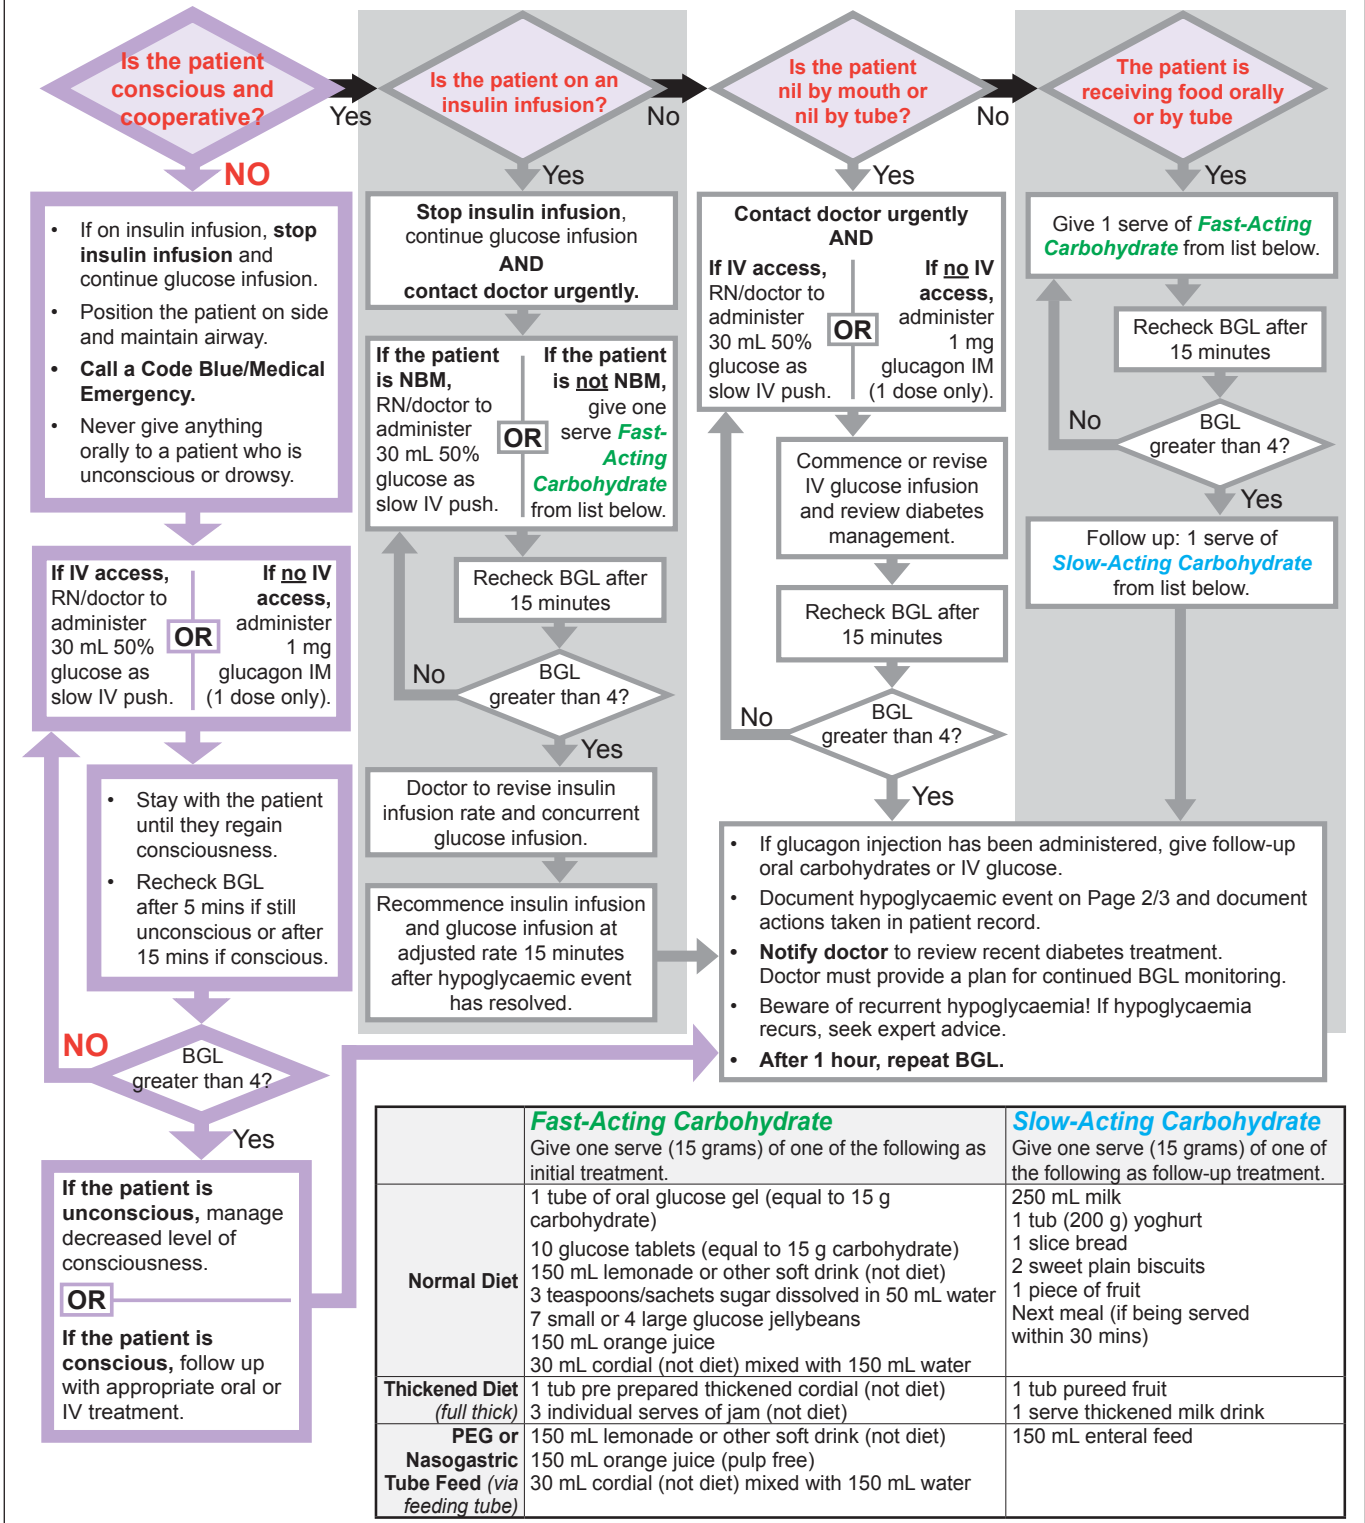 Is the patient
conscious and
cooperative?
Yes
Is the patient on an
insulin infusion?
No
Is the patient
nil by mouth or
nil by tube?
No
The patient is
receiving food orally
or by tube
NO
• If on insulin infusion, stop
insulin infusion and
continue glucose infusion.
• Position the patient on side
and maintain airway.
• Call a Code Blue/Medical
Emergency.
• Never give anything
orally to a patient who is
unconscious or drowsy.
If IV access,
RN/doctor to
administer
30 mL 50%
glucose as
slow IV push.
OR
If no IV
access,
administer
1 mg
glucagon IM
(1 dose only).
• Stay with the patient
until they regain
consciousness.
• Recheck BGL
after 5 mins if still
unconscious or after
15 mins if conscious.
NO
BGL
greater than 4?
Yes
If the patient is
unconscious, manage
decreased level of
consciousness.
OR
If the patient is
conscious, follow up
with appropriate oral or
IV treatment.
Yes
Stop insulin infusion,
continue glucose infusion
AND
contact doctor urgently.
If the patient
is NBM,
RN/doctor to
administer
30 mL 50%
glucose as
slow IV push.
OR
If the patient
is not NBM,
give one
serve Fast-
Acting
Carbohydrate
from list below.
Recheck BGL after
15 minutes
No
BGL
greater than 4?
Yes
Doctor to revise insulin
infusion rate and concurrent
glucose infusion.
Recommence insulin infusion
and glucose infusion at
adjusted rate 15 minutes
after hypoglycaemic event
has resolved.
Yes
Contact doctor urgently
AND
If IV access,
RN/doctor to
administer
30 mL 50%
glucose as
slow IV push.
OR
If no IV
access,
administer
1 mg
glucagon IM
(1 dose only).
Commence or revise
IV glucose infusion
and review diabetes
management.
Recheck BGL after
15 minutes
No
BGL
greater than 4?
Yes
Yes
Give 1 serve of Fast-Acting
Carbohydrate from list below.
Recheck BGL after
15 minutes
No
BGL
greater than 4?
Yes
Follow up: 1 serve of
Slow-Acting Carbohydrate
from list below.
• If glucagon injection has been administered, give follow-up
oral carbohydrates or IV glucose.
• Document hypoglycaemic event on Page 2/3 and document
actions taken in patient record.
• Notify doctor to review recent diabetes treatment.
Doctor must provide a plan for continued BGL monitoring.
• Beware of recurrent hypoglycaemia! If hypoglycaemia
recurs, seek expert advice.
• After 1 hour, repeat BGL.
Fast-Acting Carbohydrate
Give one serve (15 grams) of one of the following as
initial treatment.
Slow-Acting Carbohydrate
Give one serve (15 grams) of one of
the following as follow-up treatment.
Normal Diet
1 tube of oral glucose gel (equal to 15 g
carbohydrate)
10 glucose tablets (equal to 15 g carbohydrate)
150 mL lemonade or other soft drink (not diet)
3 teaspoons/sachets sugar dissolved in 50 mL water
7 small or 4 large glucose jellybeans
150 mL orange juice
30 mL cordial (not diet) mixed with 150 mL water
250 mL milk
1 tub (200 g) yoghurt
1 slice bread
2 sweet plain biscuits
1 piece of fruit
Next meal (if being served
within 30 mins)
Thickened Diet
(full thick)
1 tub pre prepared thickened cordial (not diet)
3 individual serves of jam (not diet)
1 tub pureed fruit
1 serve thickened milk drink
PEG or
Nasogastric
Tube Feed (via
feeding tube)
150 mL lemonade or other soft drink (not diet)
150 mL orange juice (pulp free)
30 mL cordial (not diet) mixed with 150 mL water
150 mL enteral feed